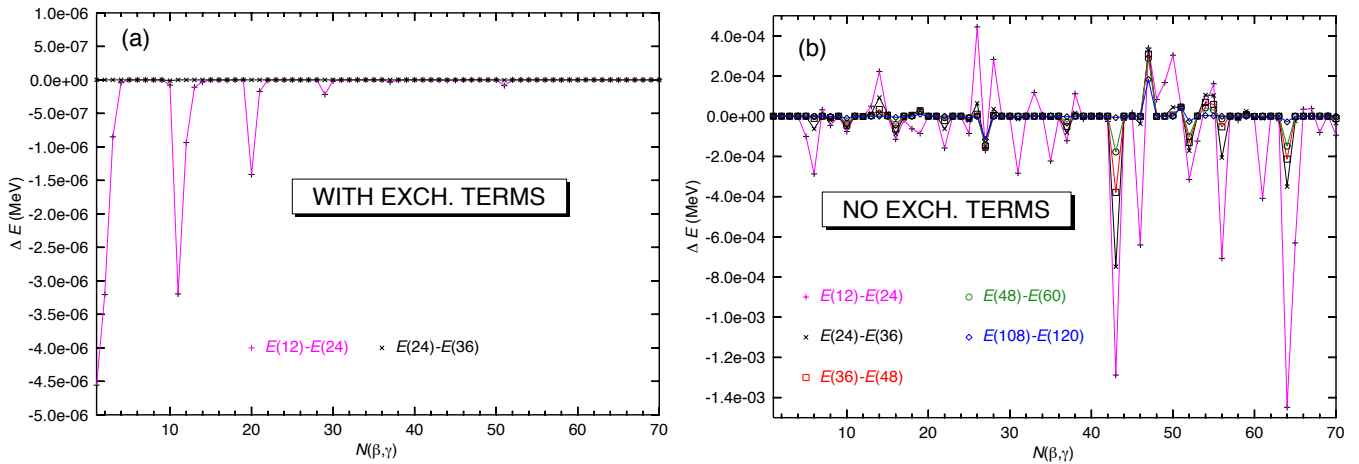 (a)
1.0e-06
5.0e-07
0.0e+00
-5.0e-07
-1.0e-06
-1.5e-06
-2.0e-06
-2.5e-06
-3.0e-06
-3.5e-06
-4.0e-06
-4.5e-06
-5.0e-06
Δ E (MeV)
WITH EXCH. TERMS
E(12)-E(24) E(24)-E(36)
10 20 30 40 50 60 70
N(β,γ)
(b)
4.0e-04
2.0e-04
0.0e+00
-2.0e-04
-4.0e-04
-6.0e-04
-8.0e-04
-1.0e-03
-1.2e-03
-1.4e-03
Δ E (MeV)
NO EXCH. TERMS
E(12)-E(24) E(48)-E(60)
E(24)-E(36) E(108)-E(120)
E(36)-E(48)
10 20 30 40 50 60 70
N(β,γ)